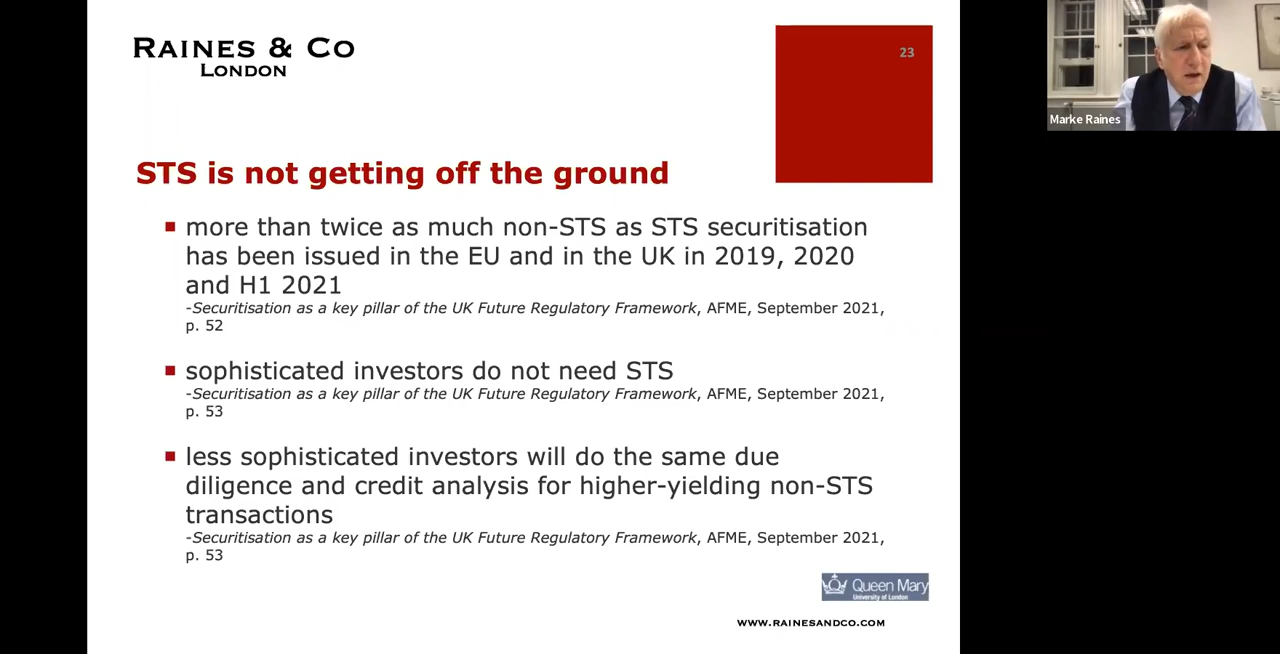 RAINES & CO
LONDON
23
Marke Raines
STS is not getting off the ground
more than twice as much non-STS as STS securitisation
has been issued in the EU and in the UK in 2019, 2020
and H1 2021
-Securitisation as a key pillar of the UK Future Regulatory Framework, AFME, September 2021,
p. 52
sophisticated investors do not need STS
-Securitisation as a key pillar of the UK Future Regulatory Framework, AFME, September 2021,
p. 53
less sophisticated investors will do the same due
diligence and credit analysis for higher-yielding non-STS
transactions
-Securitisation as a key pillar of the UK Future Regulatory Framework, AFME, September 2021,
p. 53
Queen Mary
University of London
WWW.RAINESANDCO.COM